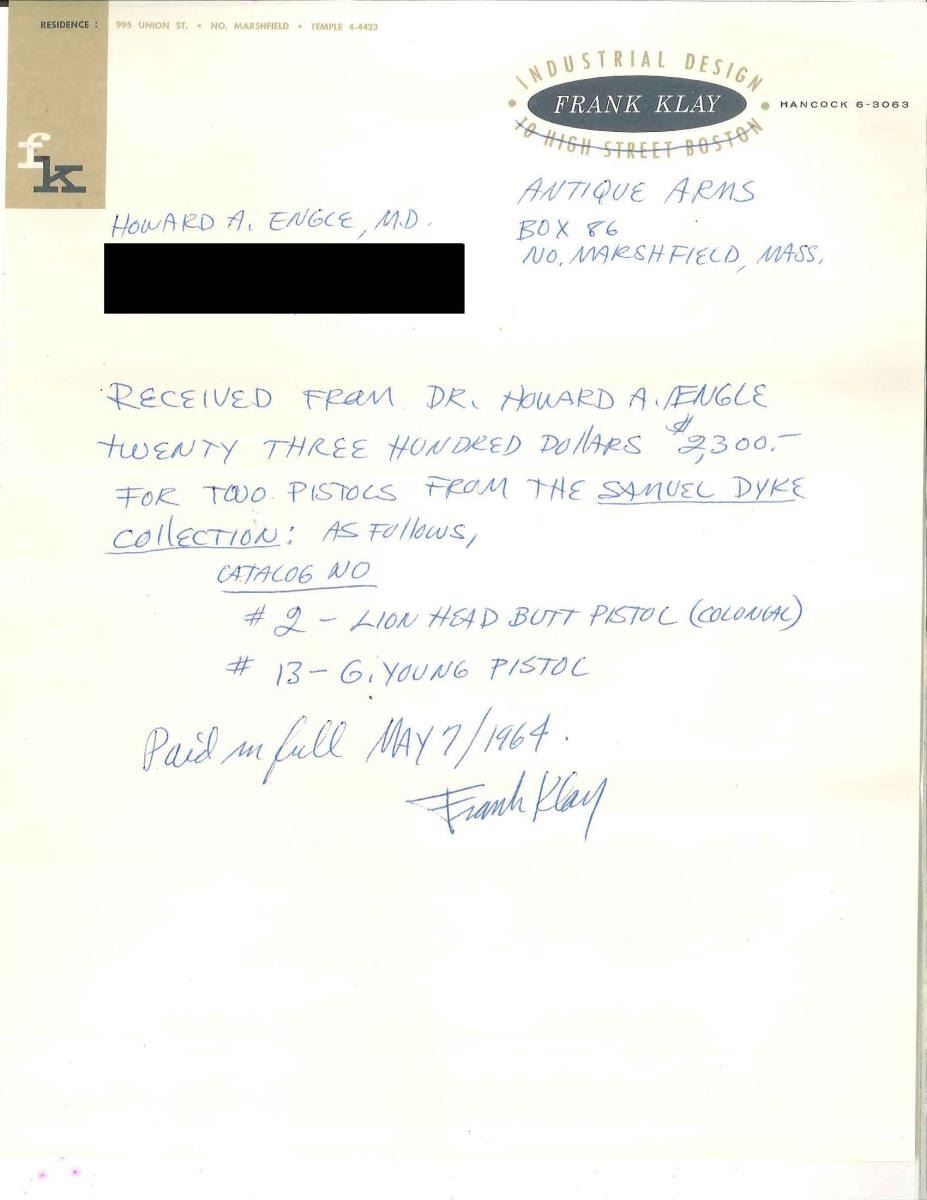 RESIDENCE : 995 UNION ST. • NO. MARSHFIELD • TEMPLE 4-4423
INDUSTRIAL DESIGN
FRANK KLAY
HANCOCK 6-3063
10 HIGH STREET BOSTON
fk
ANTIQUE ARMS
BOX 86
NO. MARSHFIELD, MASS.
HOWARD A. ENGLE, M.D.
RECEIVED FROM DR. HOWARD A. ENGLE
TWENTY THREE HUNDRED DOLLARS $2,300.–
FOR TWO PISTOLS FROM THE SAMUEL DYKE
COLLECTION: AS FOLLOWS,
CATALOG NO
# 2 – LION HEAD BUTT PISTOL (COLONIAL)
# 13 – G. YOUNG PISTOL
Paid in full MAY 7/1964.
Frank Klay